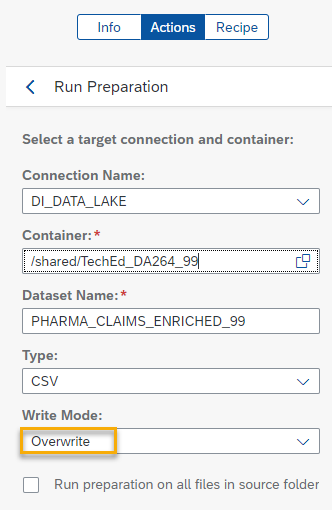 Info Actions Recipe
Run Preparation
Select a target connection and container:
Connection Name:
DI_DATA_LAKE
Container:*
/shared/TechEd_DA264_99
Dataset Name:*
PHARMA_CLAIMS_ENRICHED_99
Type:
CSV
Write Mode:
Overwrite
Run preparation on all files in source folder